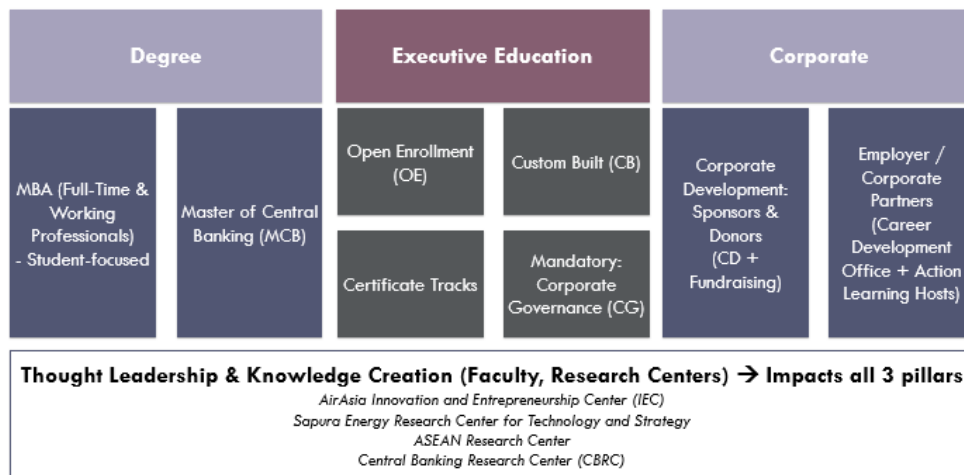 Degree
Executive Education
Corporate
MBA (Full-Time &
Working
Professionals)
- Student-focused
Master of Central
Banking (MCB)
Open Enrollment
(OE)
Custom Built (CB)
Certificate Tracks
Mandatory:
Corporate
Governance (CG)
Corporate
Development:
Sponsors &
Donors
(CD +
Fundraising)
Employer /
Corporate
Partners
(Career
Development
Office + Action
Learning Hosts)
Thought Leadership & Knowledge Creation (Faculty, Research Centers) → Impacts all 3 pillars
AirAsia Innovation and Entrepreneurship Center (IEC)
Sapura Energy Research Center for Technology and Strategy
ASEAN Research Center
Central Banking Research Center (CBRC)